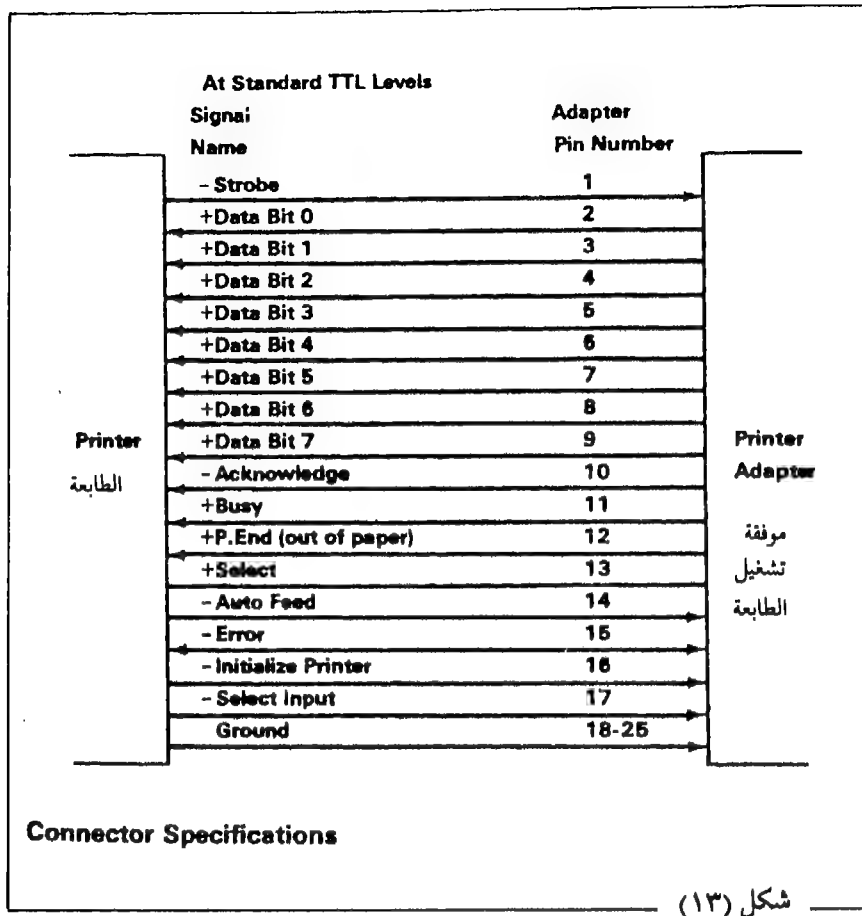 At Standard TTL Levels
Signal Adapter
Name Pin Number
- Strobe 1
+Data Bit 0 2
+Data Bit 1 3
+Data Bit 2 4
+Data Bit 3 5
+Data Bit 4 6
+Data Bit 5 7
+Data Bit 6 8
Printer +Data Bit 7 9 Printer
الطابعة - Acknowledge 10 Adapter
+Busy 11
+P.End (out of paper) 12 موفقة
+Select 13 تشغيل
- Auto Feed 14 الطابعة
- Error 15
- Initialize Printer 16
- Select Input 17
Ground 18-25
Connector Specifications
شكل (١٣)